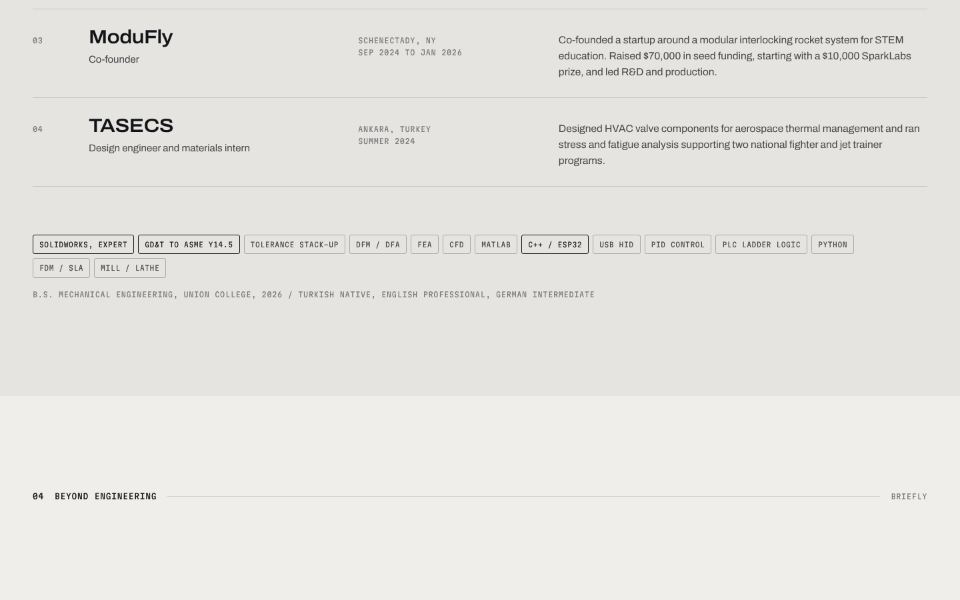 03
ModuFly
Co-founder
SCHENECTADY, NY
SEP 2024 TO JAN 2026
Co-founded a startup around a modular interlocking rocket system for STEM
education. Raised $70,000 in seed funding, starting with a $10,000 SparkLabs
prize, and led R&D and production.
04
TASECS
Design engineer and materials intern
ANKARA, TURKEY
SUMMER 2024
Designed HVAC valve components for aerospace thermal management and ran
stress and fatigue analysis supporting two national fighter and jet trainer
programs.
SOLIDWORKS, EXPERT GD&T TO ASME Y14.5 TOLERANCE STACK-UP DFM / DFA FEA CFD MATLAB C++ / ESP32 USB HID PID CONTROL PLC LADDER LOGIC PYTHON
FDM / SLA MILL / LATHE
B.S. MECHANICAL ENGINEERING, UNION COLLEGE, 2026 / TURKISH NATIVE, ENGLISH PROFESSIONAL, GERMAN INTERMEDIATE
04 BEYOND ENGINEERING BRIEFLY